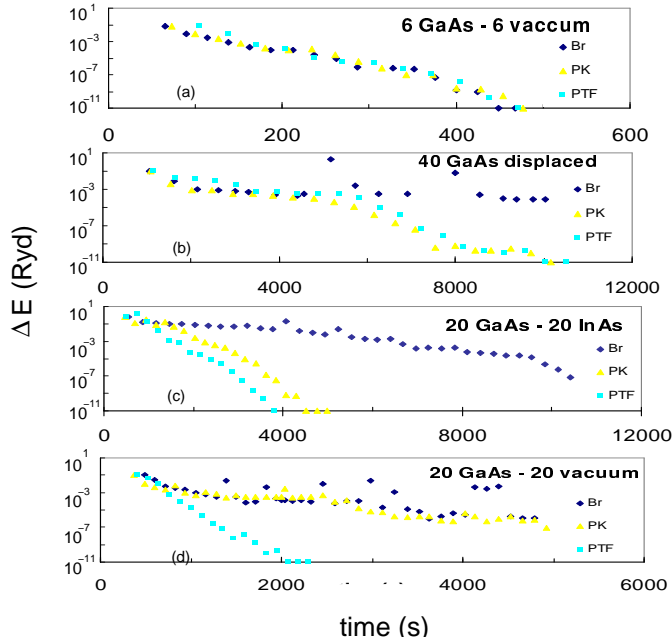 6 GaAs - 6 vaccum
10^1
10^-3
10^-7
10^-11
Br
PK
PTF
(a)
0 200 400 600
40 GaAs displaced
10^1
10^-3
10^-7
10^-11
Br
PK
PTF
(b)
0 4000 8000 12000
ΔE (Ryd)
20 GaAs - 20 InAs
10^1
10^-3
10^-7
10^-11
Br
PK
PTF
(c)
0 4000 8000 12000
20 GaAs - 20 vacuum
10^1
10^-3
10^-7
10^-11
Br
PK
PTF
(d)
0 2000 4000 6000
time (s)